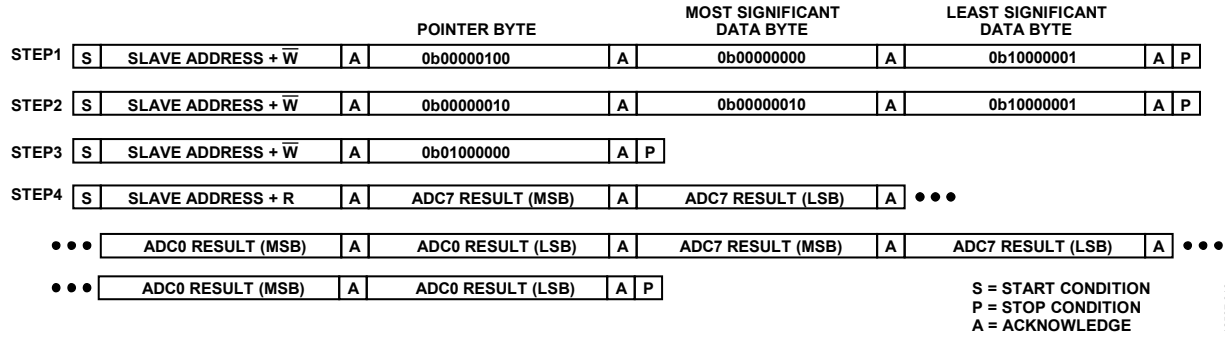 POINTER BYTE MOST SIGNIFICANT DATA BYTE LEAST SIGNIFICANT DATA BYTE
STEP1 S SLAVE ADDRESS + W̅ A 0b00000100 A 0b00000000 A 0b10000001 A P
STEP2 S SLAVE ADDRESS + W̅ A 0b00000010 A 0b00000010 A 0b10000001 A P
STEP3 S SLAVE ADDRESS + W̅ A 0b01000000 A P
STEP4 S SLAVE ADDRESS + R A ADC7 RESULT (MSB) A ADC7 RESULT (LSB) A •••
••• ADC0 RESULT (MSB) A ADC0 RESULT (LSB) A ADC7 RESULT (MSB) A ADC7 RESULT (LSB) A •••
••• ADC0 RESULT (MSB) A ADC0 RESULT (LSB) A P
S = START CONDITION
P = STOP CONDITION
A = ACKNOWLEDGE